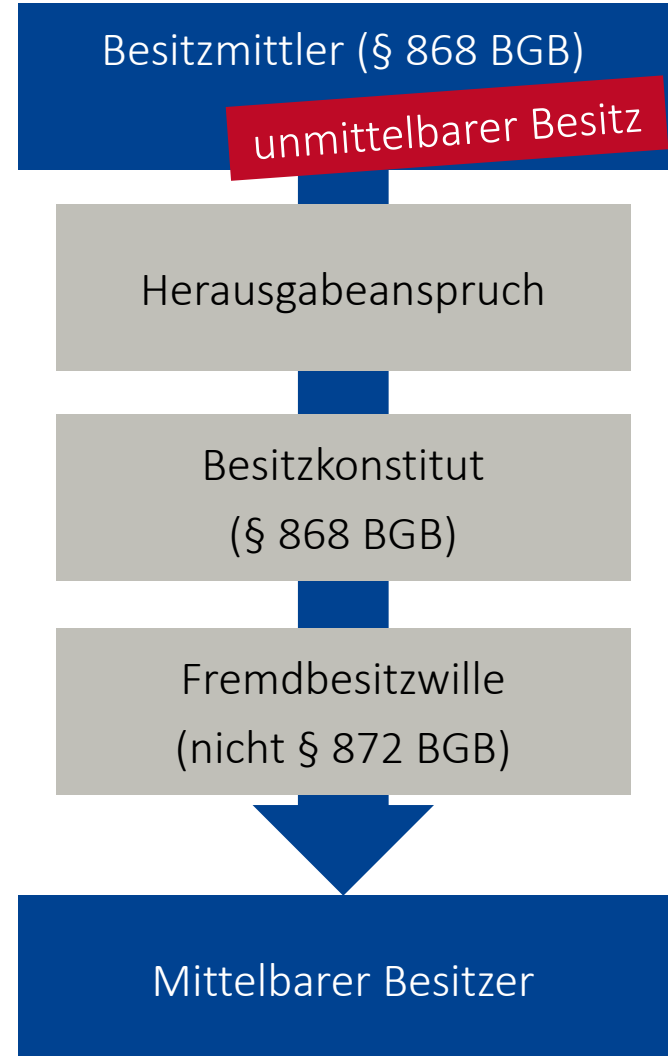 Besitzmittler (§ 868 BGB)
unmittelbarer Besitz
Herausgabeanspruch
Besitzkonstitut
(§ 868 BGB)
Fremdbesitzwille
(nicht § 872 BGB)
Mittelbarer Besitzer